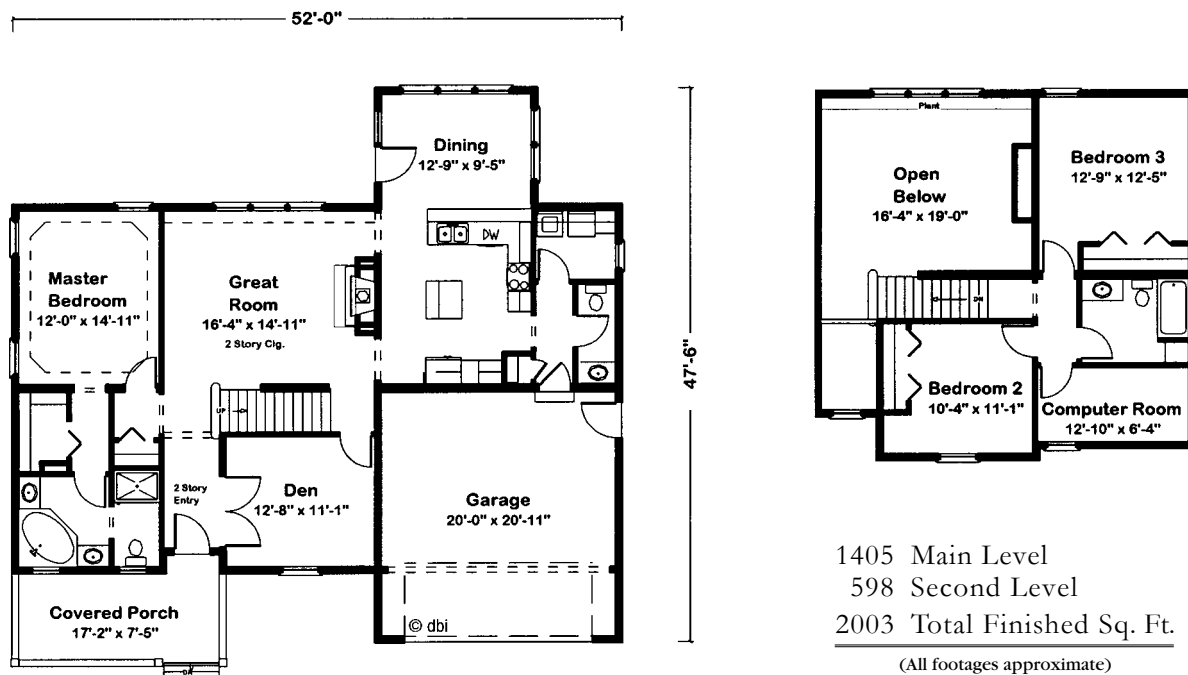 52'-0"
47'-6"
Dining
12'-9" x 9'-5"
DW
Master
Bedroom
12'-0" x 14'-11"
Great
Room
16'-4" x 14'-11"
2 Story Clg.
UP
2 Story
Entry
Den
12'-8" x 11'-1"
Garage
20'-0" x 20'-11"
Covered Porch
17'-2" x 7'-5"
© dbi
Plant
Open
Below
16'-4" x 19'-0"
Bedroom 3
12'-9" x 12'-5"
DN
Bedroom 2
10'-4" x 11'-1"
Computer Room
12'-10" x 6'-4"
1405 Main Level
598 Second Level
2003 Total Finished Sq. Ft.
(All footages approximate)